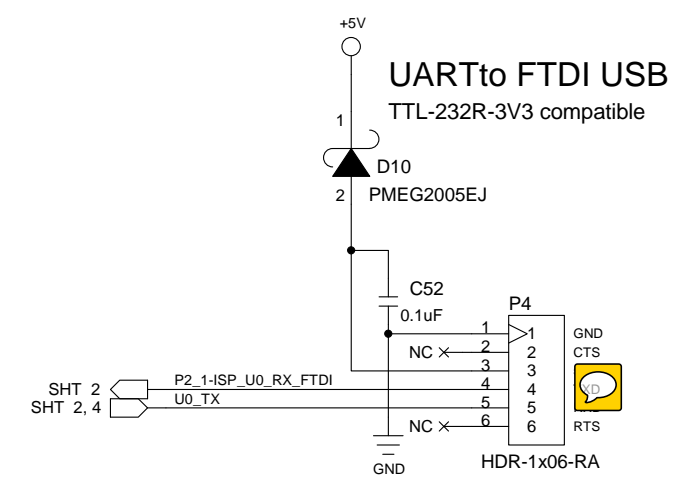 +5V
UARTto FTDI USB
TTL-232R-3V3 compatible
1
D10
2
PMEG2005EJ
C52
0.1uF
P4
1 1 GND
NC 2 2 CTS
3 3
SHT 2 P2_1-ISP_U0_RX_FTDI 4 4
SHT 2, 4 U0_TX 5 5
NC 6 6 RTS
GND
HDR-1x06-RA